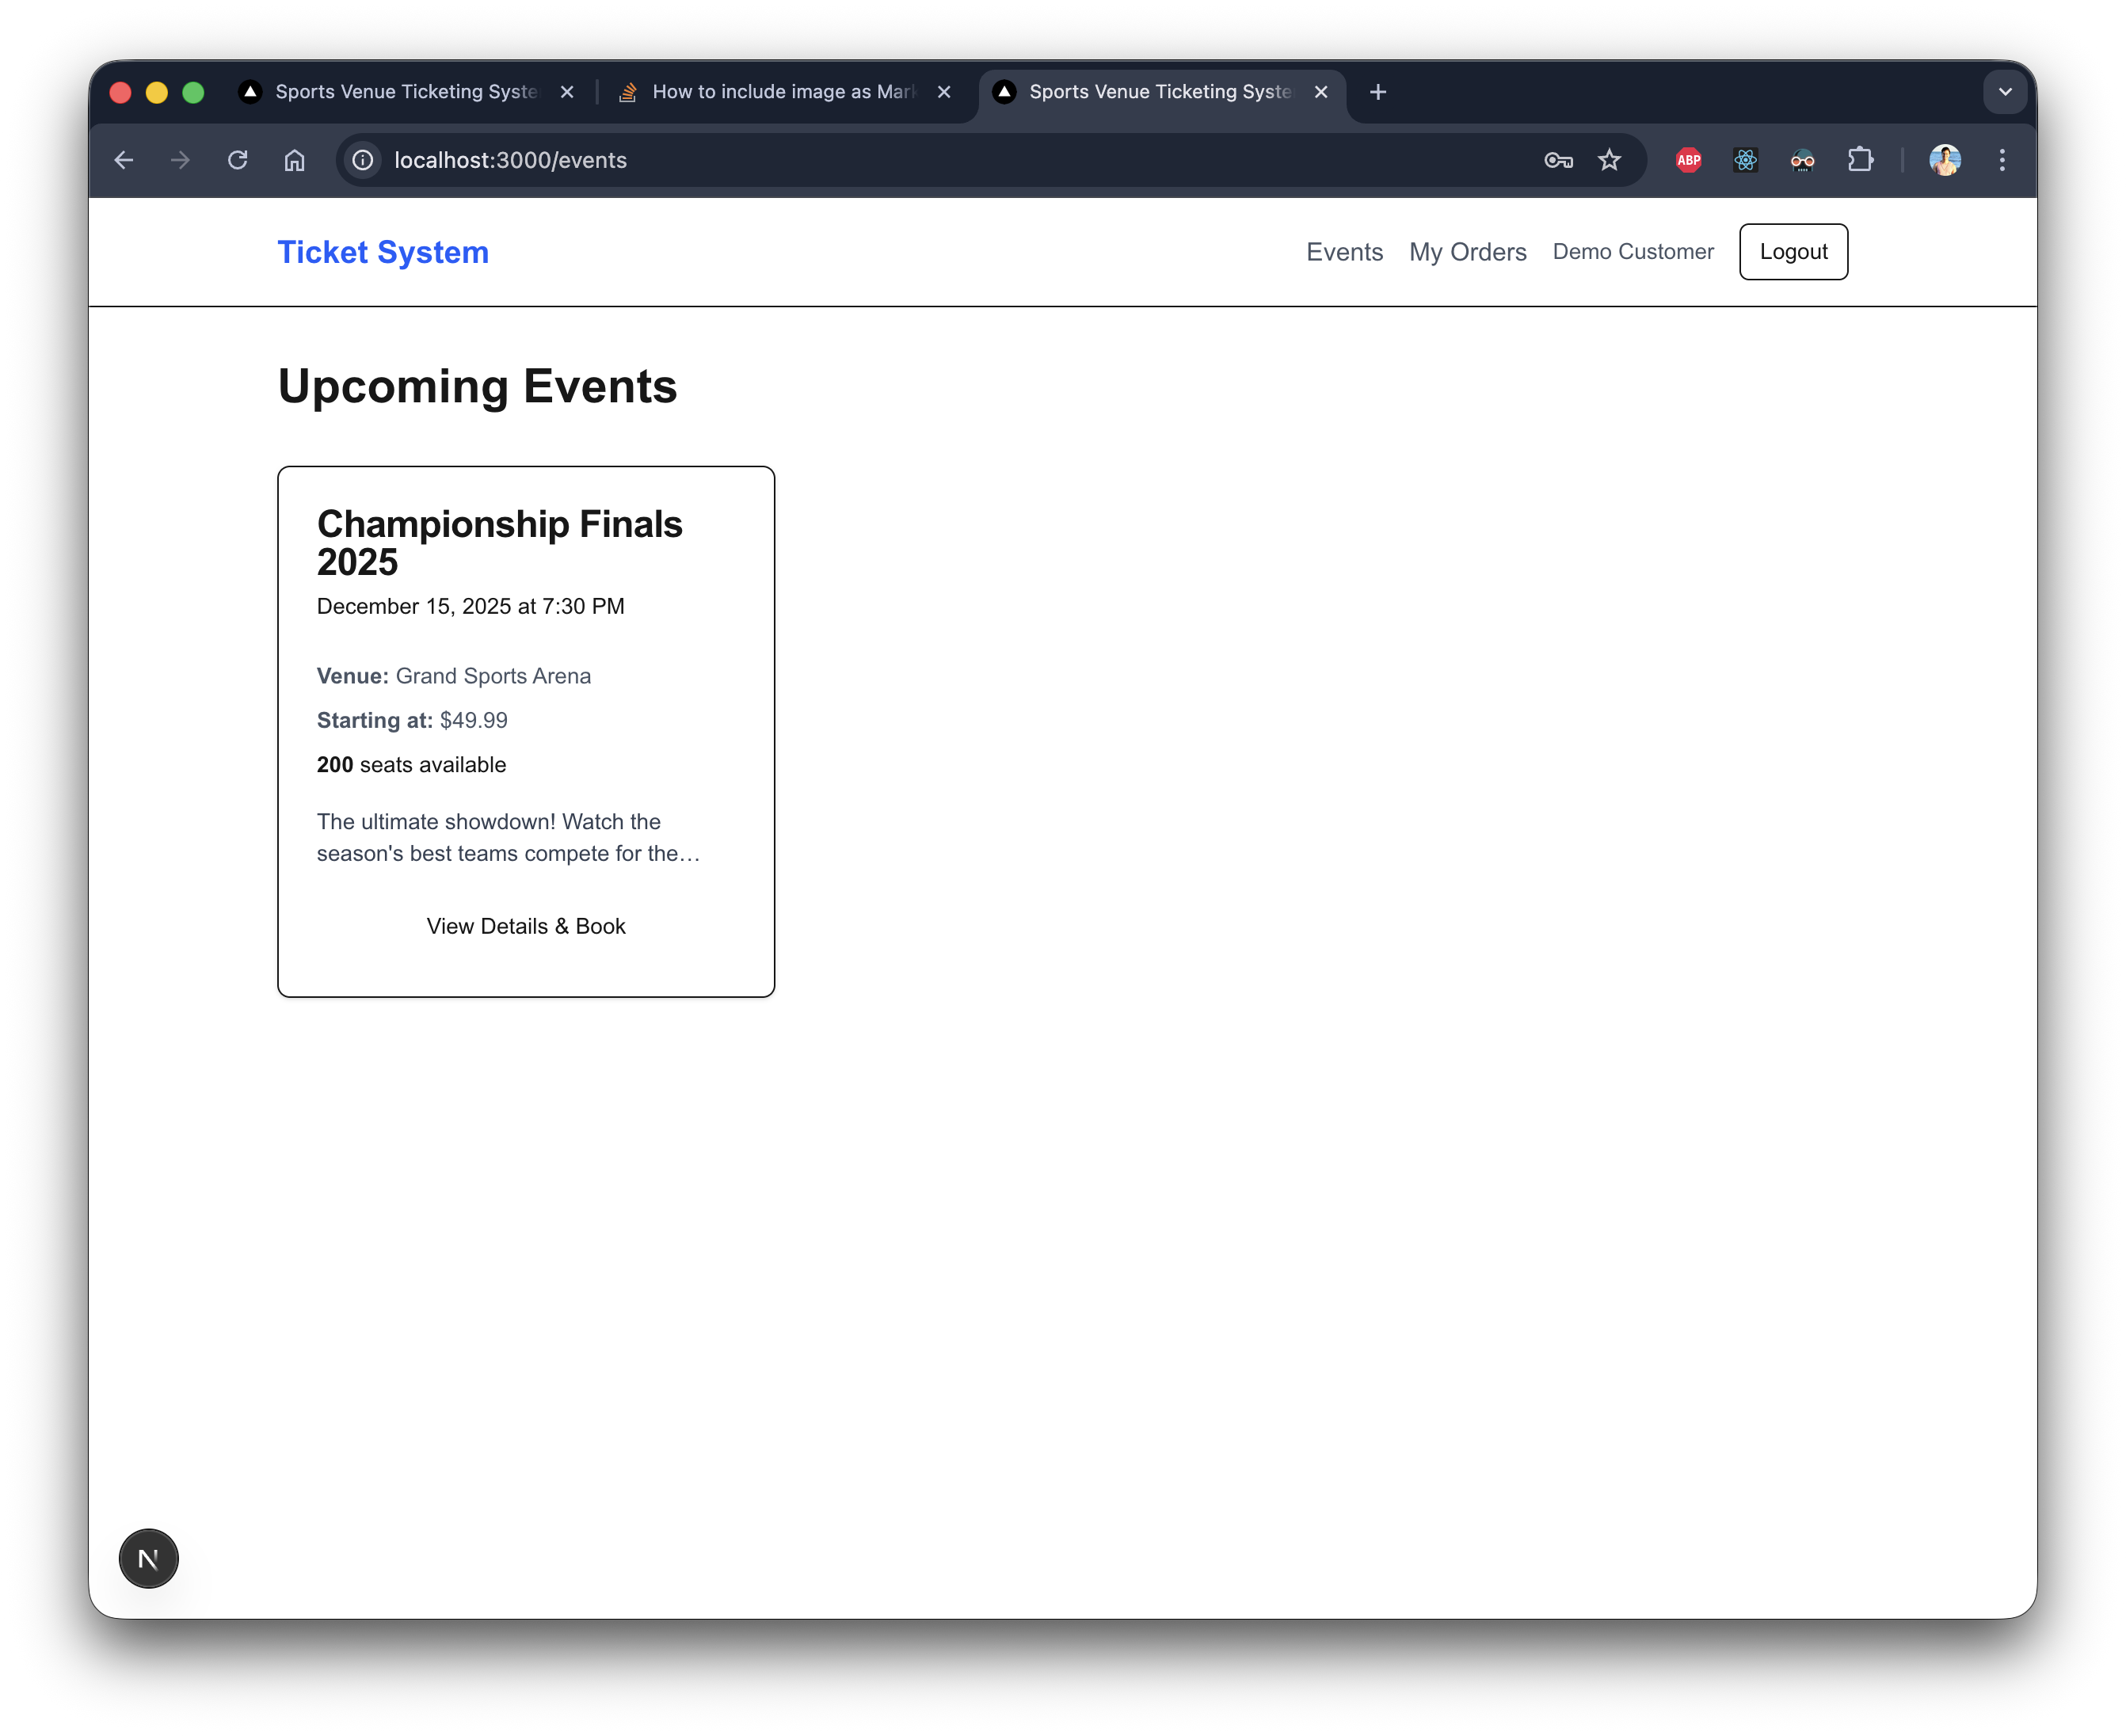 Sports Venue Ticketing Syste
How to include image as Mar
Sports Venue Ticketing Syste
localhost:3000/events
ABP
Ticket System
Events
My Orders
Demo Customer
Logout
Upcoming Events
Championship Finals
2025
December 15, 2025 at 7:30 PM
Venue: Grand Sports Arena
Starting at: $49.99
200 seats available
The ultimate showdown! Watch the
season's best teams compete for the…
View Details & Book
N